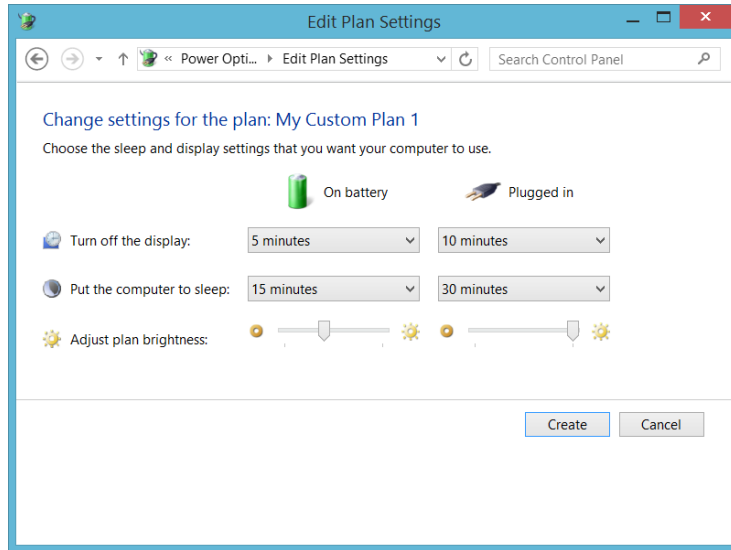 Edit Plan Settings
« Power Opti... Edit Plan Settings Search Control Panel
Change settings for the plan: My Custom Plan 1
Choose the sleep and display settings that you want your computer to use.
On battery Plugged in
Turn off the display: 5 minutes 10 minutes
Put the computer to sleep: 15 minutes 30 minutes
Adjust plan brightness:
Create Cancel